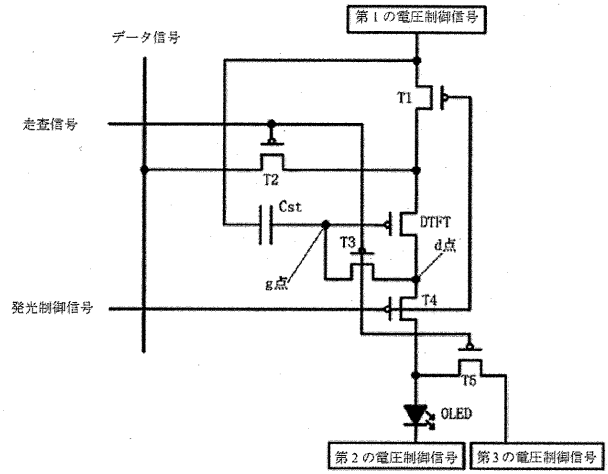 第1の電圧制御信号
データ信号
T1
走査信号
T2
Cst
DTFT
T3
d点
g点
発光制御信号
T4
T5
OLED
第2の電圧制御信号
第3の電圧制御信号